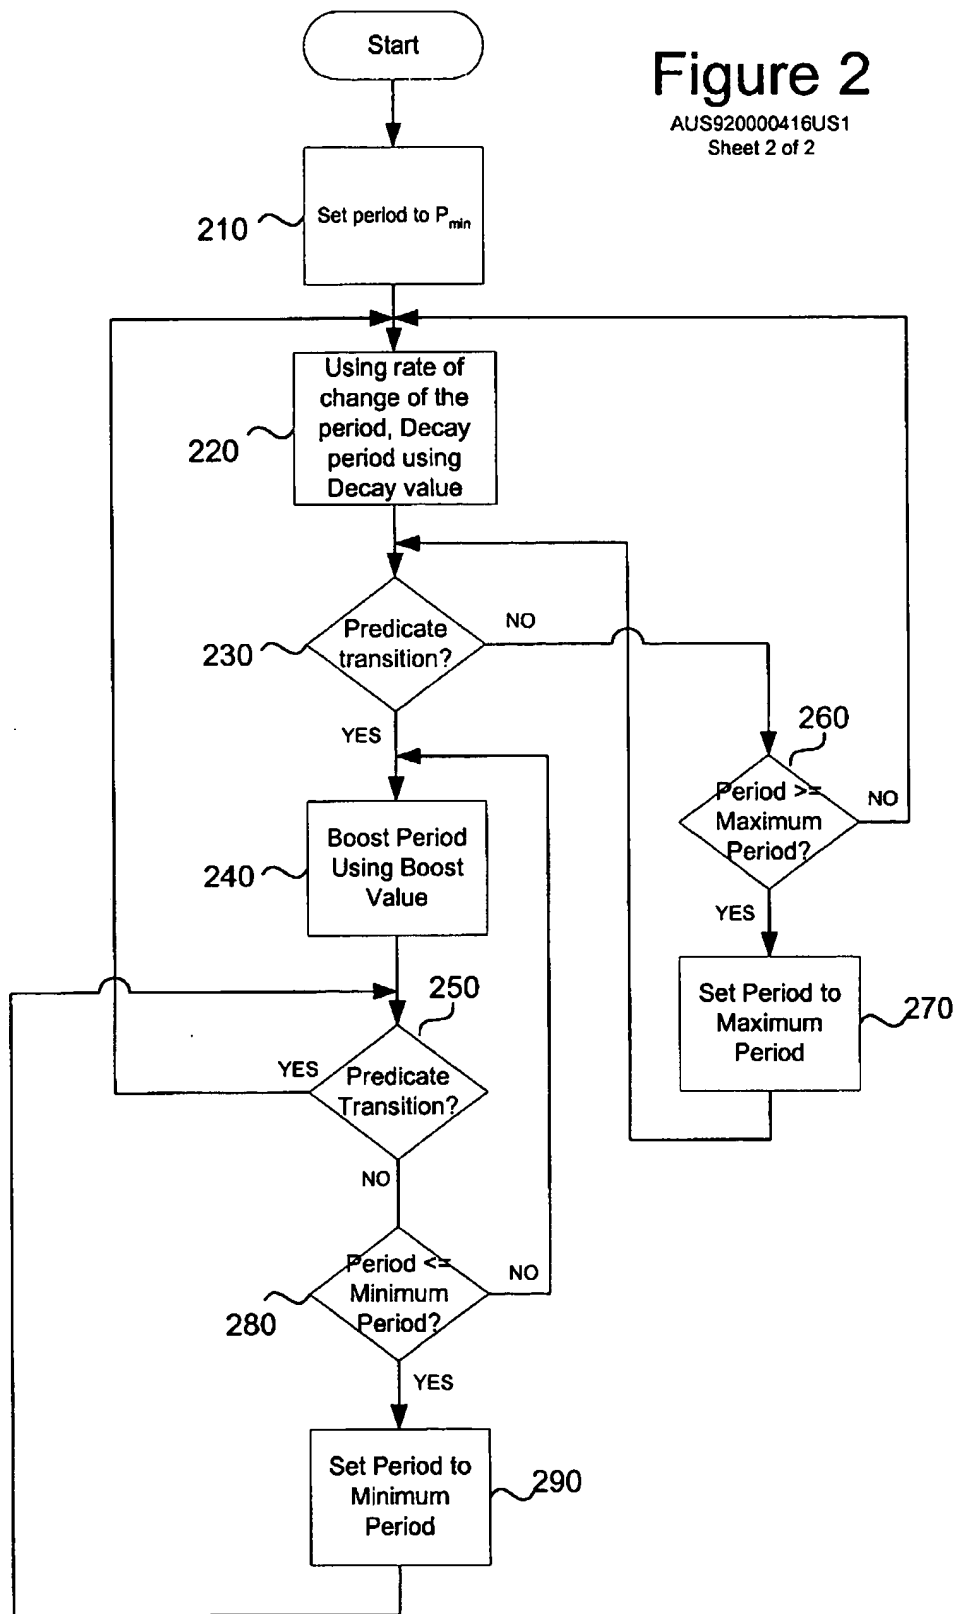 Start
Figure 2
AUS920000416US1
Sheet 2 of 2
Set period to Pmin
210
Using rate of
change of the
period, Decay
period using
Decay value
220
Predicate
transition?
230
NO
YES
260
Period >=
Maximum
Period?
NO
YES
Boost Period
Using Boost
Value
240
Set Period to
Maximum
Period
270
250
Predicate
Transition?
YES
NO
Period <=
Minimum
Period?
280
NO
YES
Set Period to
Minimum
Period
290